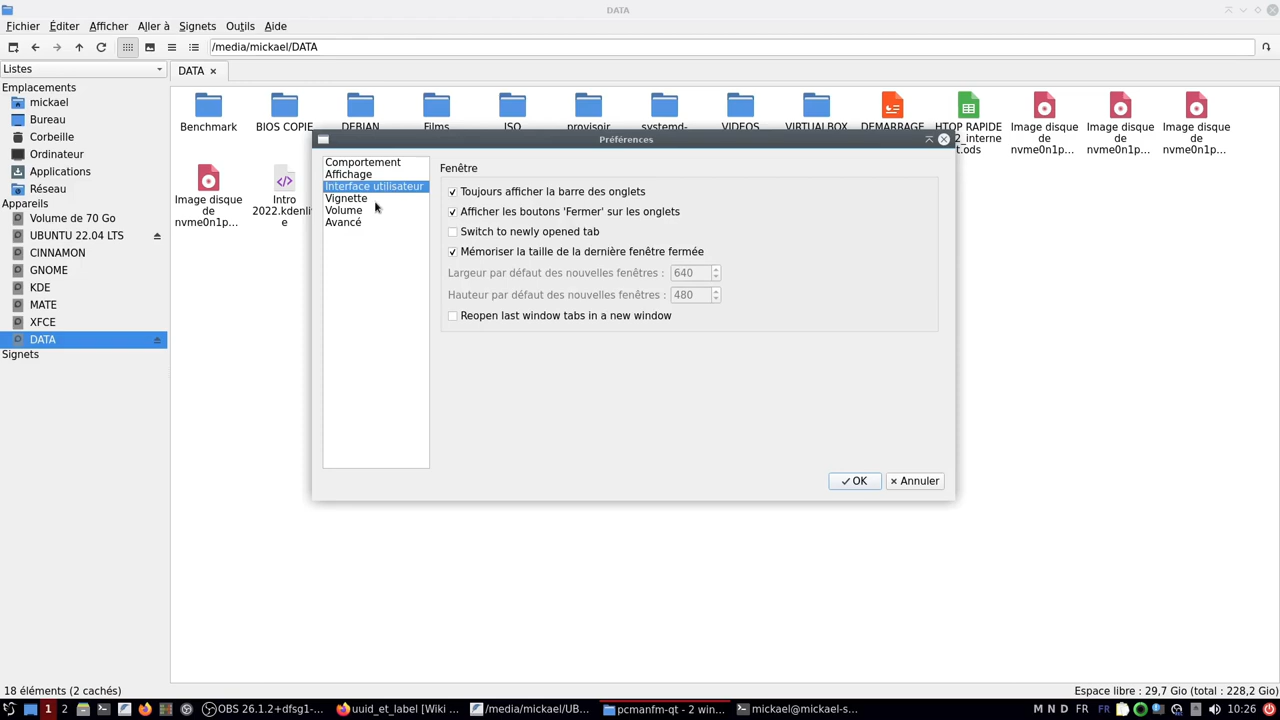 DATA
Fichier Éditer Afficher Aller à Signets Outils Aide
/media/mickael/DATA
Listes
DATA
Emplacements
mickael
Bureau
Corbeille
Ordinateur
Applications
Réseau
Appareils
Volume de 70 Go
UBUNTU 22.04 LTS
CINNAMON
GNOME
KDE
MATE
XFCE
DATA
Signets
Benchmark BIOS COPIE DEBIAN Films ISO provisoir systemd- VIDEOS VIRTUALBOX DEMARRAGE HTOP RAPIDE Image disque Image disque Image disque
2_interne de de de
t.ods nvme0n1p... nvme0n1p... nvme0n1p...
Image disque Intro
de 2022.kdenli
nvme0n1p... e
Préférences
Comportement
Affichage
Interface utilisateur
Vignette
Volume
Avancé
Fenêtre
Toujours afficher la barre des onglets
Afficher les boutons 'Fermer' sur les onglets
Switch to newly opened tab
Mémoriser la taille de la dernière fenêtre fermée
Largeur par défaut des nouvelles fenêtres : 640
Hauteur par défaut des nouvelles fenêtres : 480
Reopen last window tabs in a new window
OK Annuler
18 éléments (2 cachés) Espace libre : 29,7 Gio (total : 228,2 Gio)
1 2 OBS 26.1.2+dfsg1-... uuid_et_label [Wiki ... /media/mickael/UB... pcmanfm-qt - 2 win... mickael@mickael-s... M N D FR FR 10:26